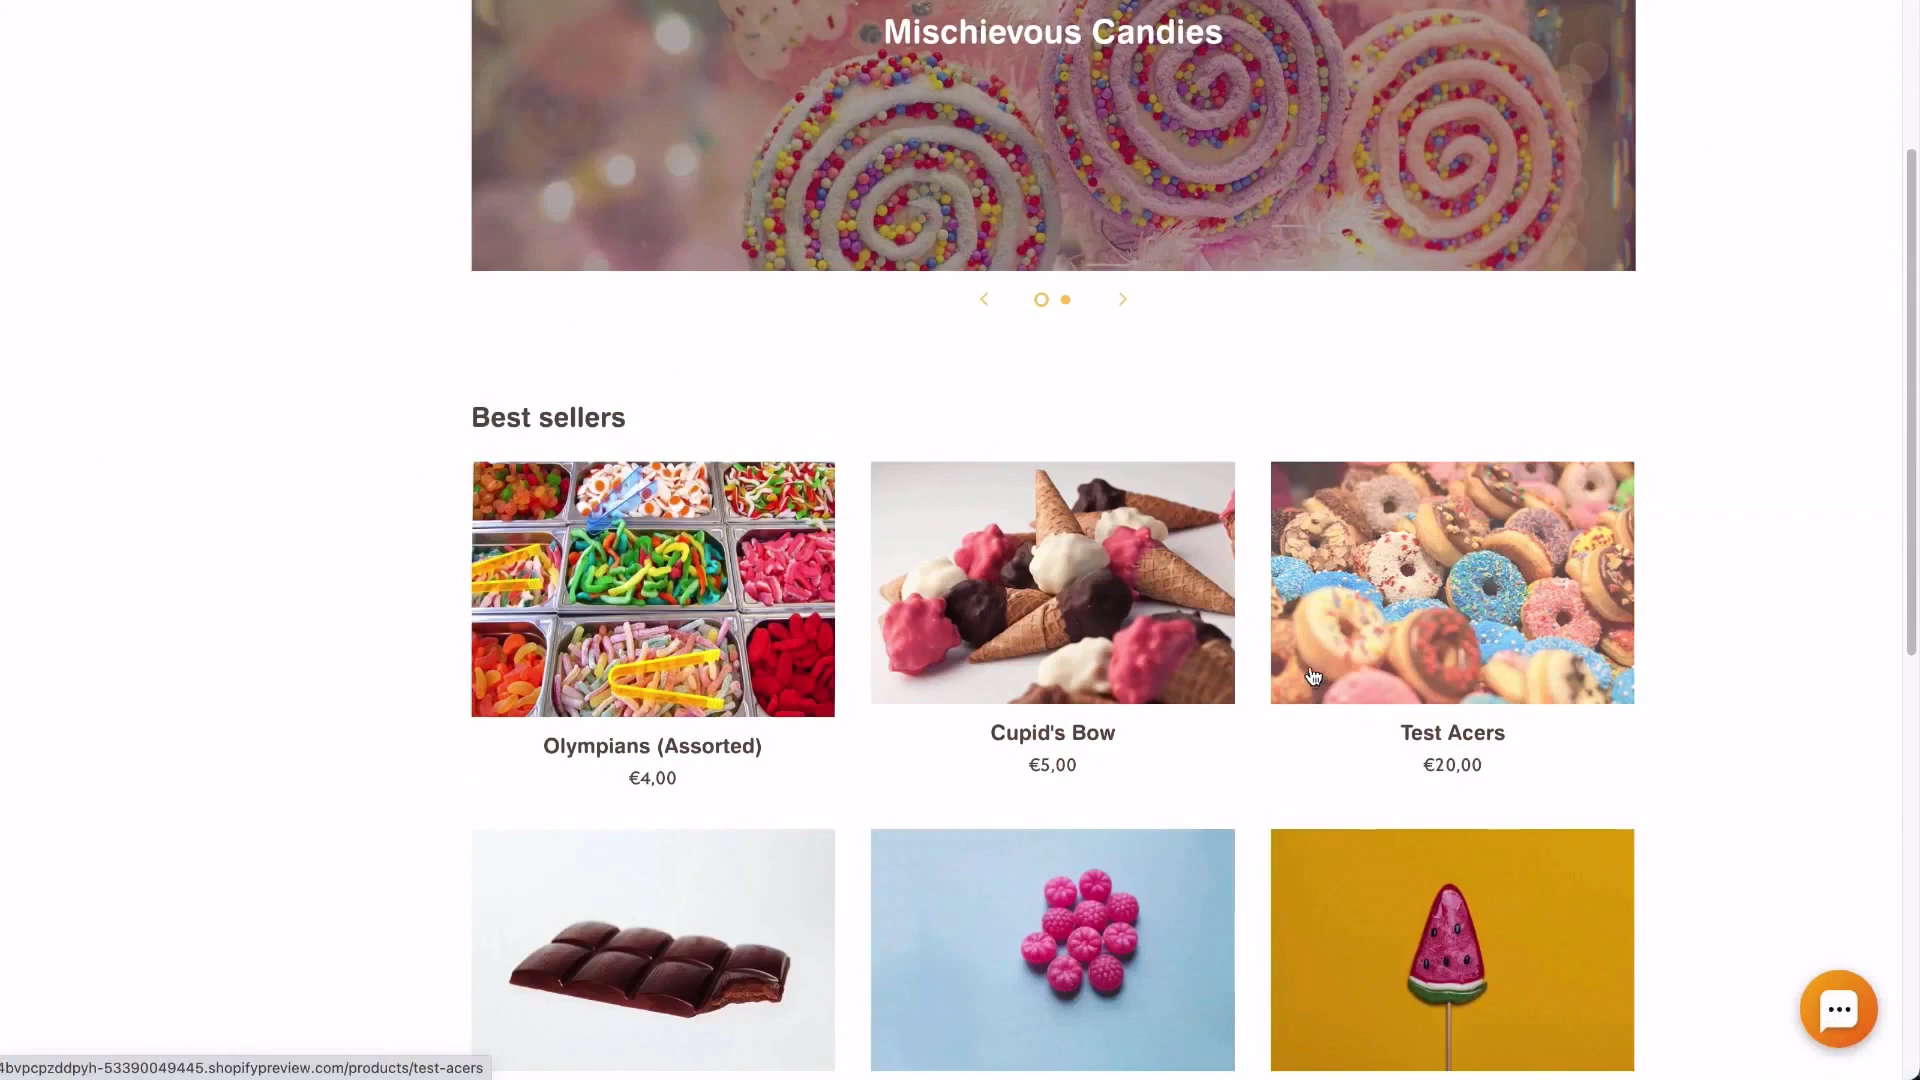 Mischievous Candies
Best sellers
Olympians (Assorted)
€4,00
Cupid's Bow
€5,00
Test Acers
€20,00
4bvpcpzddpyh-53390049445.shopifypreview.com/products/test-acers